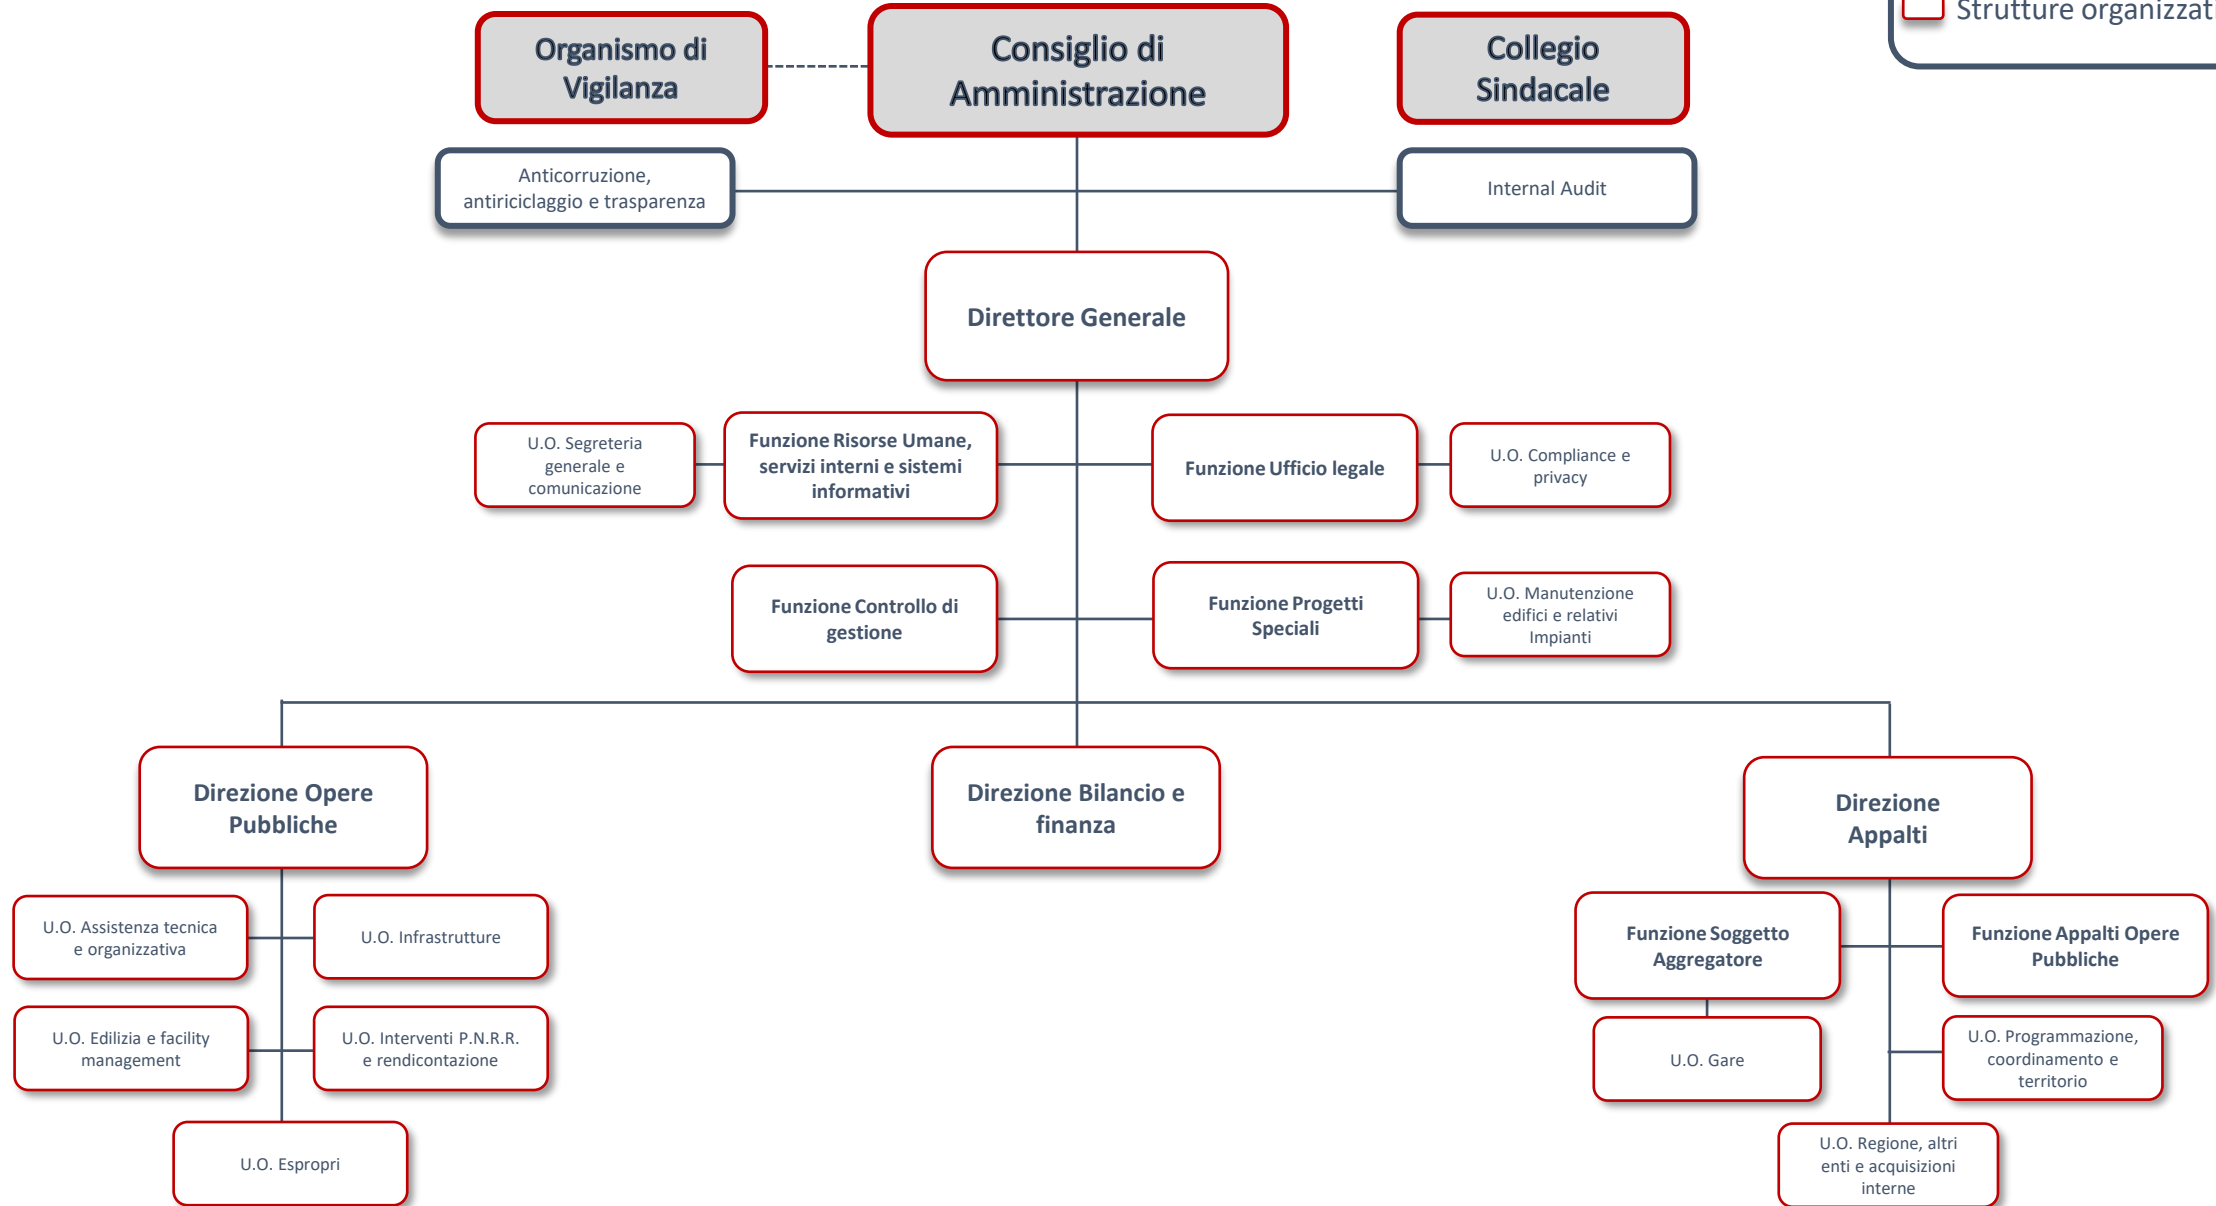 Strutture
Organismo di
Vigilanza
Consiglio di
Amministrazione
Collegio
Sindacale
Anticorruzione,
antiriciclaggio e trasparenza
Internal Audit
Direttore Generale
U.O. Segreteria
generale e
comunicazione
Funzione Risorse Umane,
servizi interni e sistemi
informativi
Funzione Ufficio legale
U.O. Compliance e
privacy
Funzione Controllo di
gestione
Funzione Progetti
Speciali
U.O. Manutenzione
edifici e relativi
Impianti
Direzione Opere
Pubbliche
Direzione Bilancio e
finanza
Direzione
Appalti
U.O. Assistenza tecnica
e organizzativa
U.O. Infrastrutture
U.O. Edilizia e facility
management
U.O. Interventi P.N.R.R.
e rendicontazione
U.O. Espropri
Funzione Soggetto
Aggregatore
Funzione Appalti Opere
Pubbliche
U.O. Gare
U.O. Programmazione,
coordinamento e
territorio
U.O. Regione, altri
enti e acquisizioni
interne